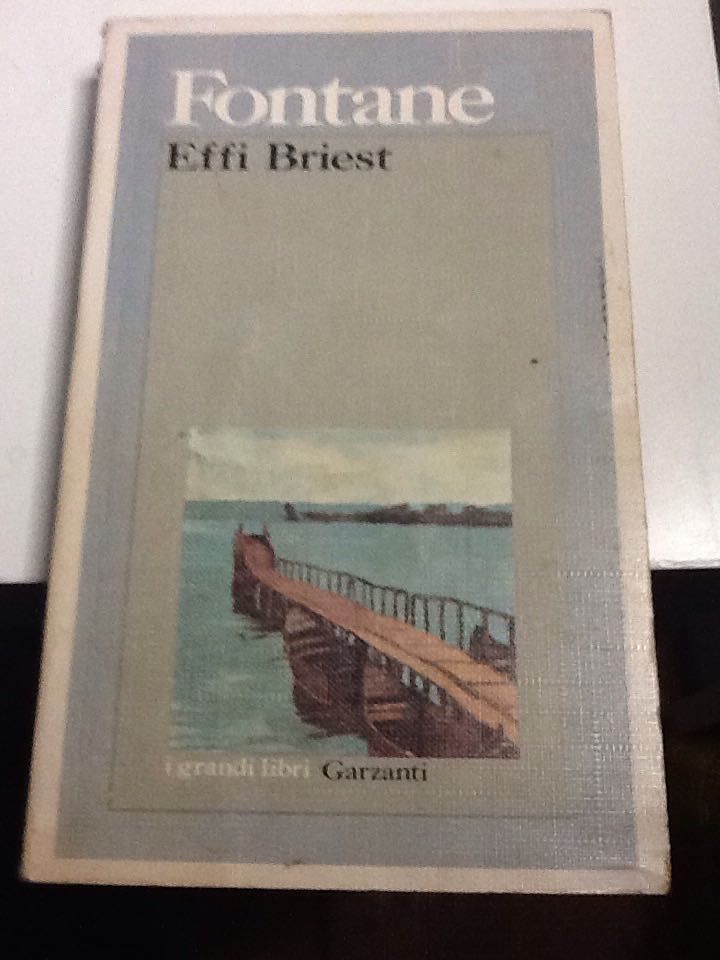 Fontane
Effi Briest
i grandi libri Garzanti